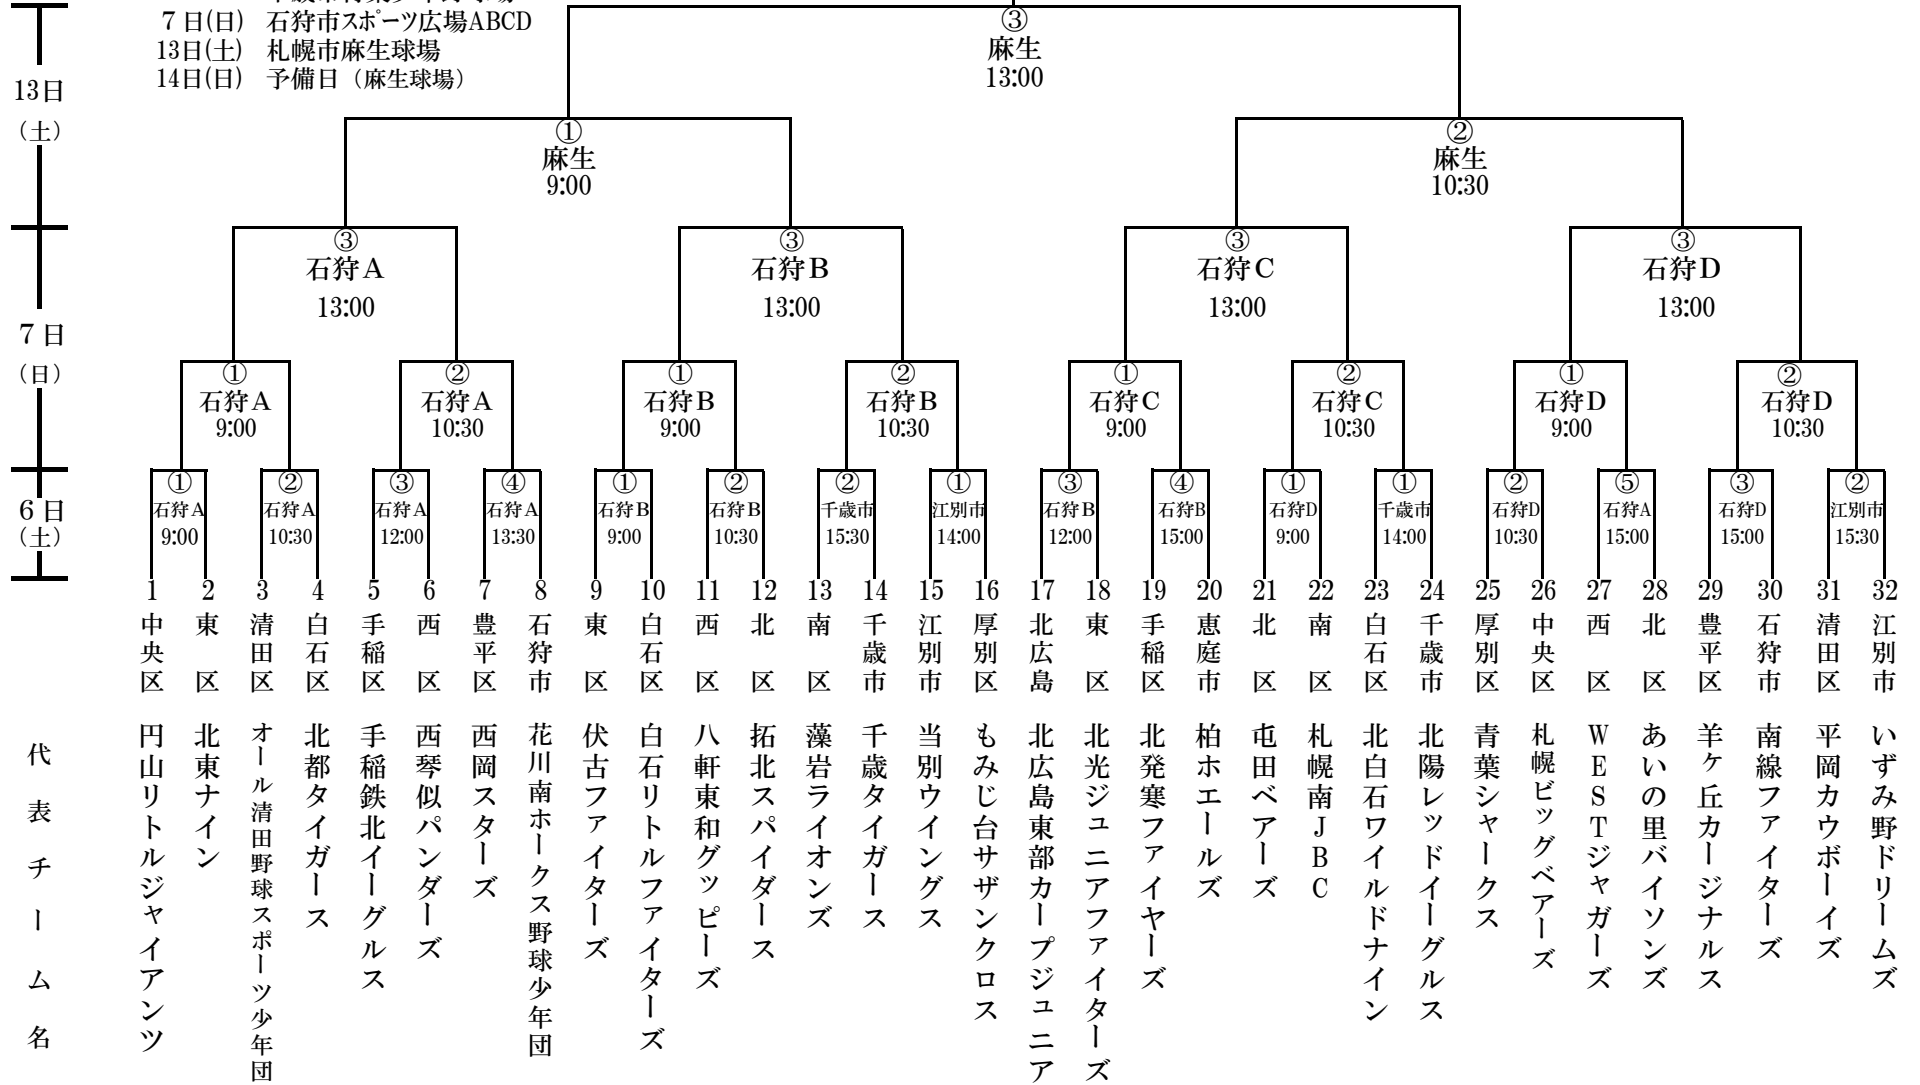 ７日(日)　石狩市スポーツ広場ABCD
13日(土)　札幌市麻生球場
14日(日)　予備日（麻生球場）
③
麻生
13:00
13日
（土）
①
麻生
9:00
②
麻生
10:30
７日
（日）
③
石狩A
13:00
③
石狩B
13:00
③
石狩C
13:00
③
石狩D
13:00
①
石狩A
9:00
②
石狩A
10:30
①
石狩B
9:00
②
石狩B
10:30
①
石狩C
9:00
②
石狩C
10:30
①
石狩D
9:00
②
石狩D
10:30
６日
（土）
①
石狩A
9:00
②
石狩A
10:30
③
石狩A
12:00
④
石狩A
13:30
①
石狩B
9:00
②
石狩B
10:30
②
千歳市
15:30
①
江別市
14:00
③
石狩B
12:00
④
石狩B
15:00
①
石狩D
9:00
①
千歳市
14:00
②
石狩D
10:30
⑤
石狩A
15:00
③
石狩D
15:00
②
江別市
15:30
代表チーム名
1 中央区 円山リトルジャイアンツ
2 東区 北東ナイン
3 清田区 オール清田野球スポーツ少年団
4 白石区 北都タイガース
5 手稲区 手稲鉄北イーグルス
6 西区 西琴似パンダーズ
7 豊平区 西岡スターズ
8 石狩市 花川南ホークス野球少年団
9 東区 伏古ファイターズ
10 白石区 白石リトルファイターズ
11 西区 八軒東和グッピーズ
12 北区 拓北スパイダース
13 南区 藻岩ライオンズ
14 千歳市 千歳タイガース
15 江別市 当別ウイングス
16 厚別区 もみじ台サザンクロス
17 北広島 北広島東部カープジュニア
18 東区 北光ジュニアファイターズ
19 手稲区 北発寒ファイヤーズ
20 恵庭市 柏ホエールズ
21 北区 屯田ベアーズ
22 南区 札幌南JBC
23 白石区 北白石ワイルドナイン
24 千歳市 北陽レッドイーグルス
25 厚別区 青葉シャークス
26 中央区 札幌ビッグベアーズ
27 西区 WESTジャガーズ
28 北区 あいの里バイソンズ
29 豊平区 羊ヶ丘カージナルス
30 石狩市 南線ファイターズ
31 清田区 平岡カウボーイズ
32 江別市 いずみ野ドリームズ